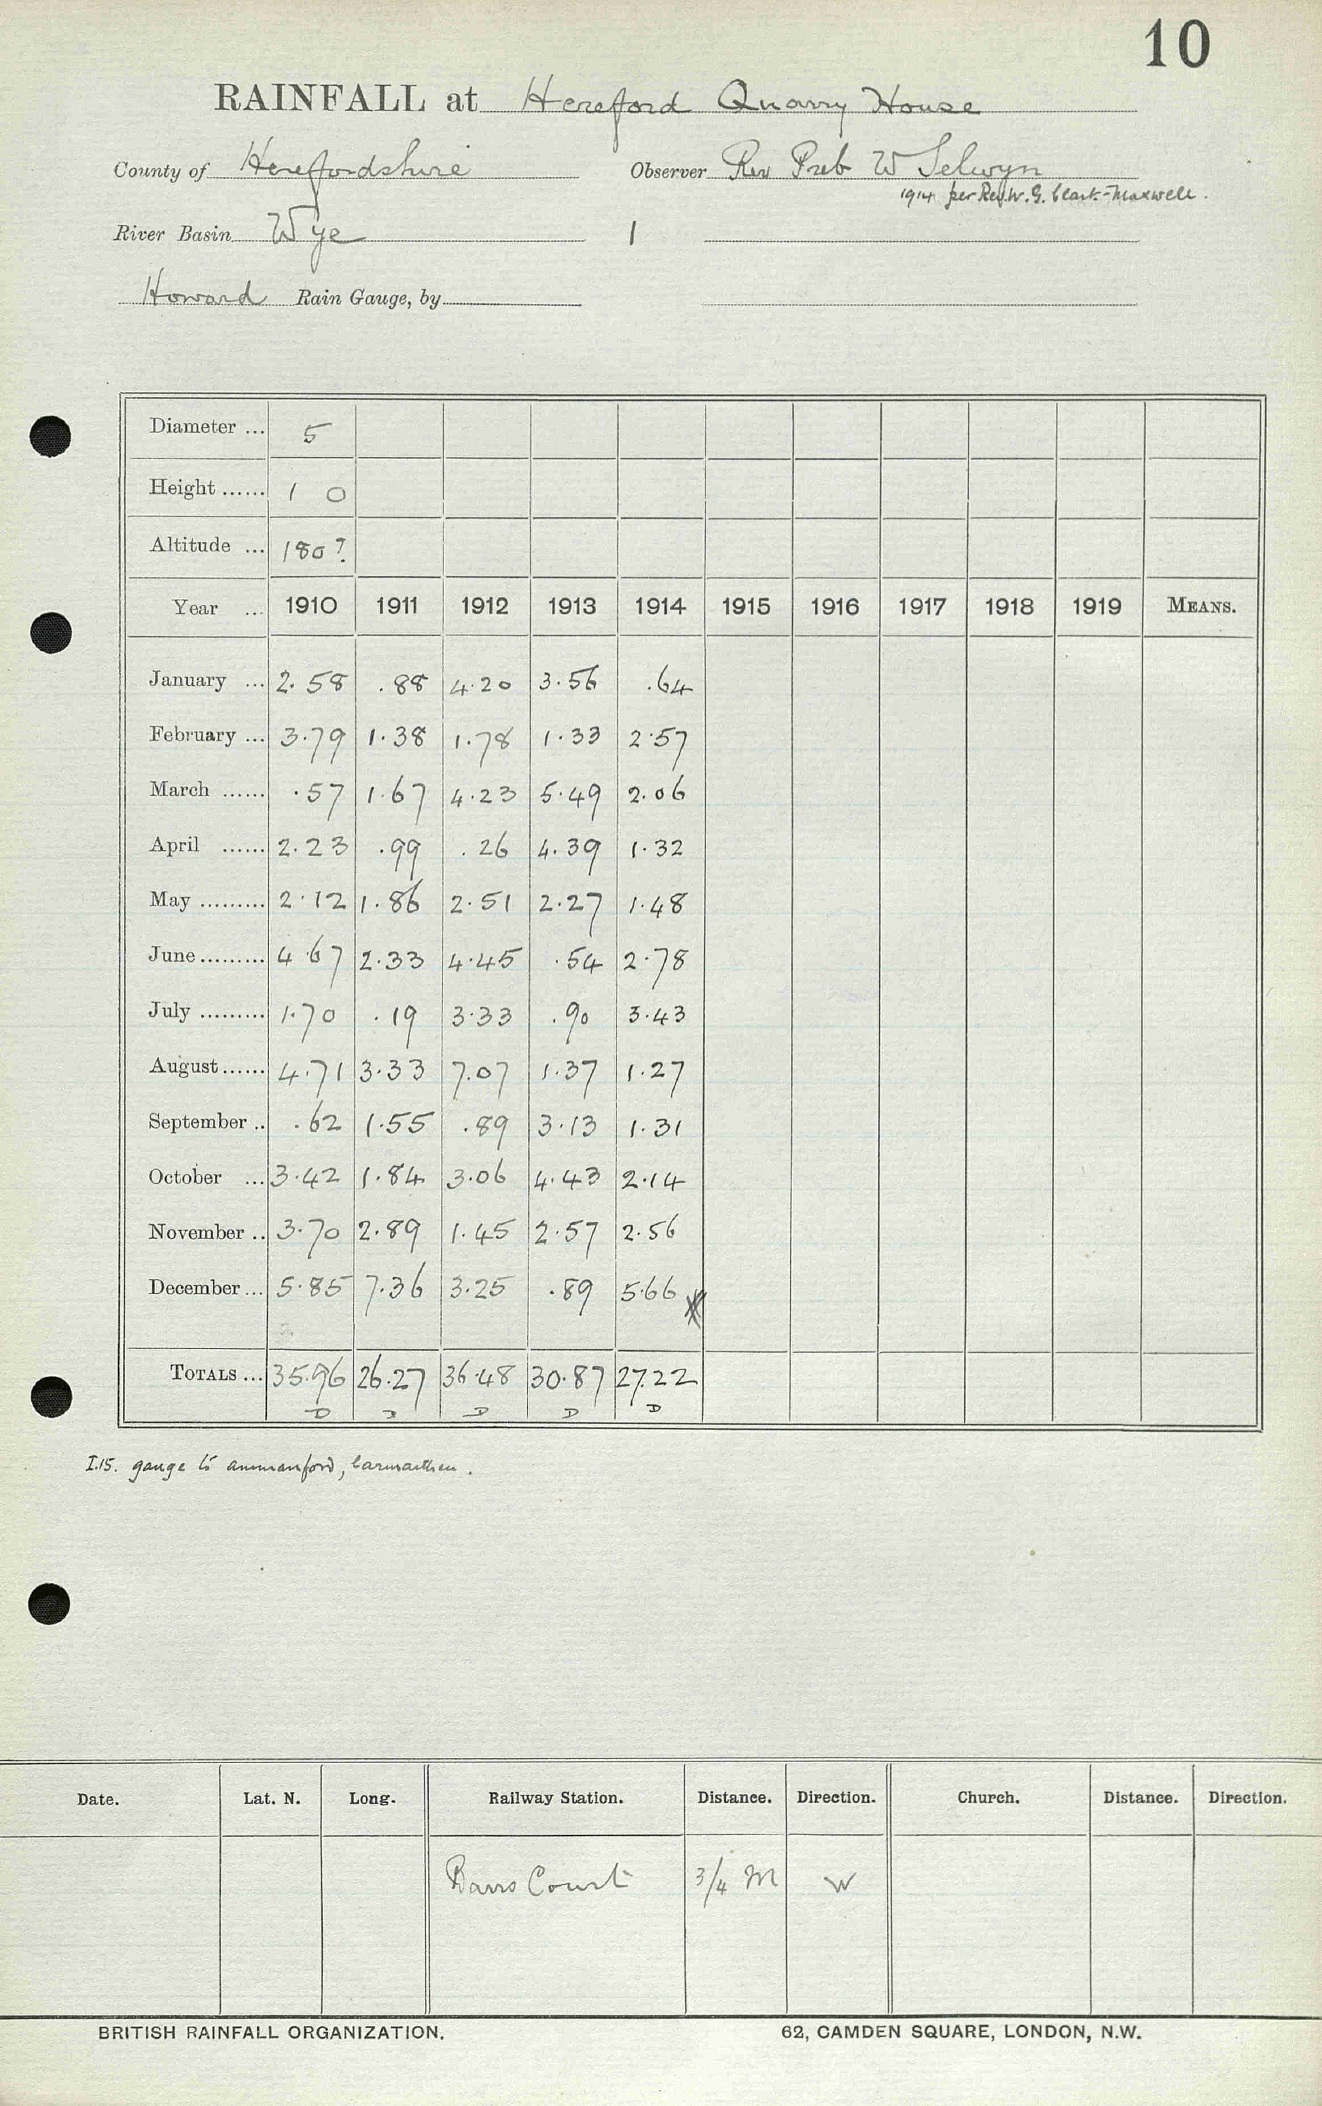 10
RAINFALL at Hereford Quarry House
County of Herefordshire Observer Rev Preb W Selwyn
1914 per Rev. W. G. Clark-Maxwell.
River Basin Wye 1
Howard Rain Gauge, by
Diameter ... 5
Height ...... 1 0
Altitude ... 180?
Year ... 1910 1911 1912 1913 1914 1915 1916 1917 1918 1919 MEANS.
January ... 2.58 .88 4.20 3.56 .64
February ... 3.79 1.38 1.78 1.33 2.57
March ...... .57 1.67 4.23 5.49 2.06
April ...... 2.23 .99 .26 4.39 1.32
May ......... 2.12 1.86 2.51 2.27 1.48
June ......... 4.67 2.33 4.45 .54 2.78
July ......... 1.70 .19 3.33 .90 3.43
August ...... 4.71 3.33 7.07 1.37 1.27
September .. .62 1.55 .89 3.13 1.31
October ... 3.42 1.84 3.06 4.43 2.14
November .. 3.70 2.89 1.45 2.57 2.56
December ... 5.85 7.36 3.25 .89 5.66
TOTALS ... 35.96 26.27 36.48 30.87 27.22
D D D D D
I.15. gauge to Ammanford, Carmarthen.
Date. Lat. N. Long. Railway Station. Distance. Direction. Church. Distance. Direction.
Barrs Court 3/4 M W
BRITISH RAINFALL ORGANIZATION. 62, CAMDEN SQUARE, LONDON, N.W.